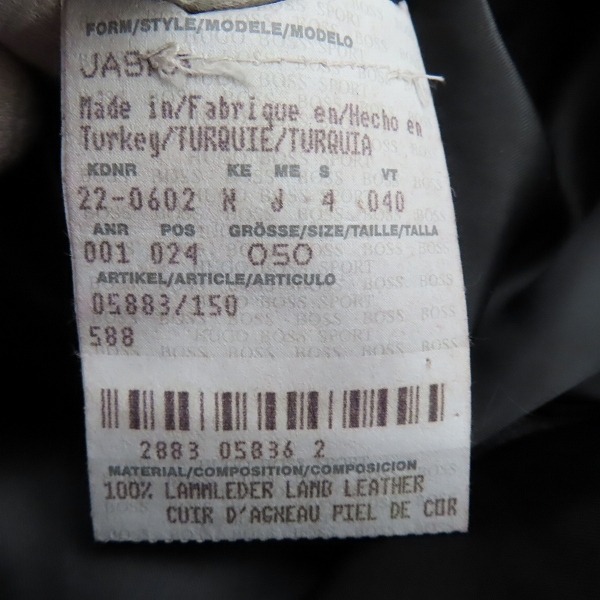 FORM/STYLE/MODELE/MODELO
Made in/Fabrique en/Hecho en
Turkey/TURQUIE/TURQUIA
KDNR KE ME S VT
22-0602 N J 4 040
ANR POS GRÖSSE/SIZE/TAILLE/TALLA
001 024 050
ARTIKEL/ARTICLE/ARTICULO
05883/150
588
2883 05836 2
MATERIAL/COMPOSITION/COMPOSICION
100% LAMMLEDER LAMB LEATHER
CUIR D'AGNEAU PIEL DE COR